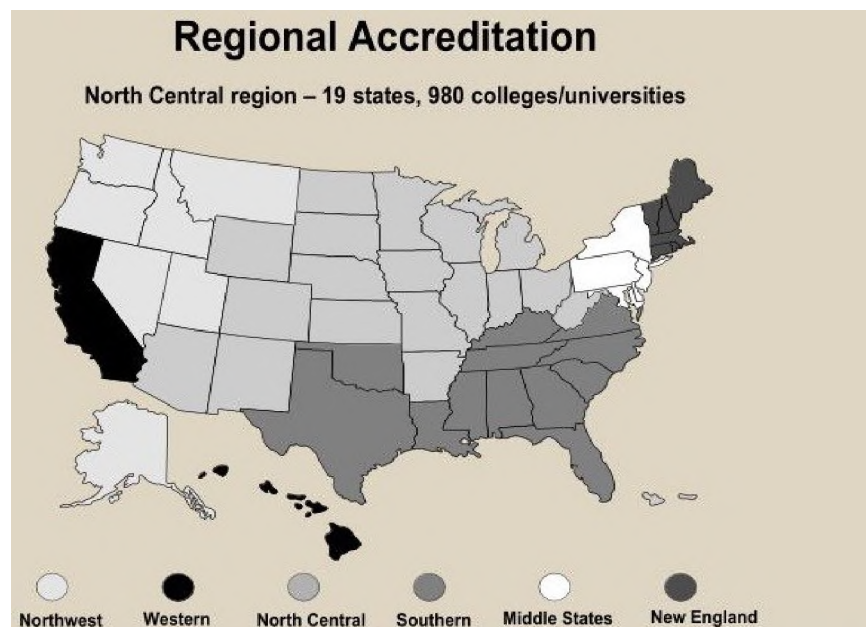 Regional Accreditation
North Central region – 19 states, 980 colleges/universities
Northwest Western North Central Southern Middle States New England